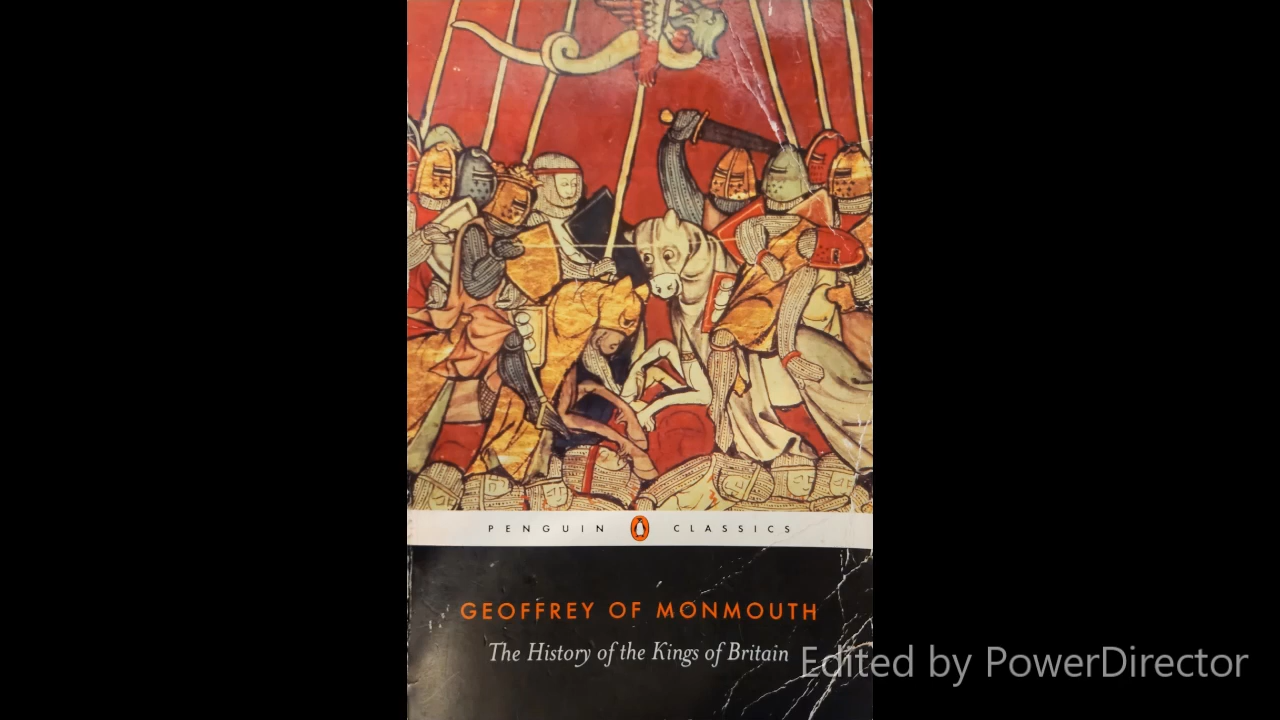 PENGUIN CLASSICS
GEOFFREY OF MONMOUTH
The History of the Kings of Britain
Edited by PowerDirector